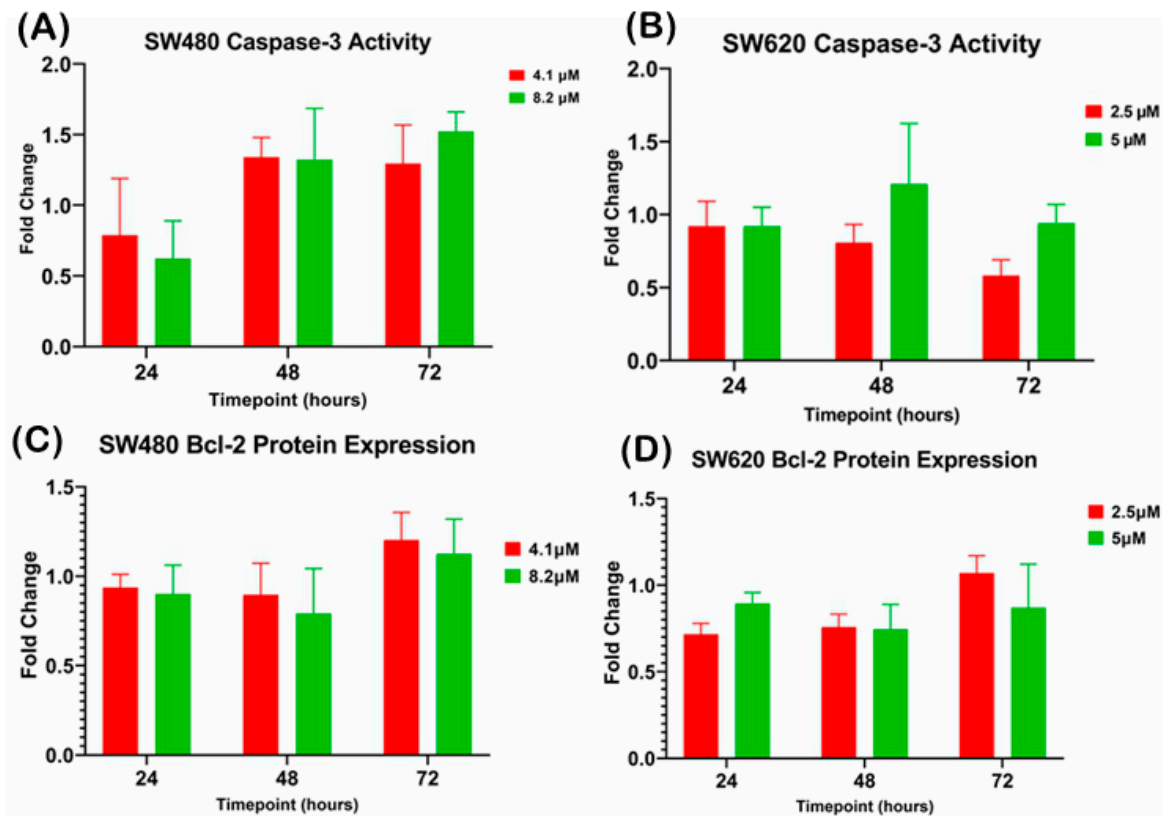 (A)
SW480 Caspase-3 Activity
4.1 µM
8.2 µM
Fold Change
2.0
1.5
1.0
0.5
0.0
24 48 72
Timepoint (hours)
(B)
SW620 Caspase-3 Activity
2.5 µM
5 µM
Fold Change
2.0
1.5
1.0
0.5
0.0
24 48 72
Timepoint (hours)
(C)
SW480 Bcl-2 Protein Expression
4.1µM
8.2µM
Fold Change
1.5
1.0
0.5
0.0
24 48 72
Timepoint (hours)
(D)
SW620 Bcl-2 Protein Expression
2.5µM
5µM
Fold Change
1.5
1.0
0.5
0.0
24 48 72
Timepoint (hours)